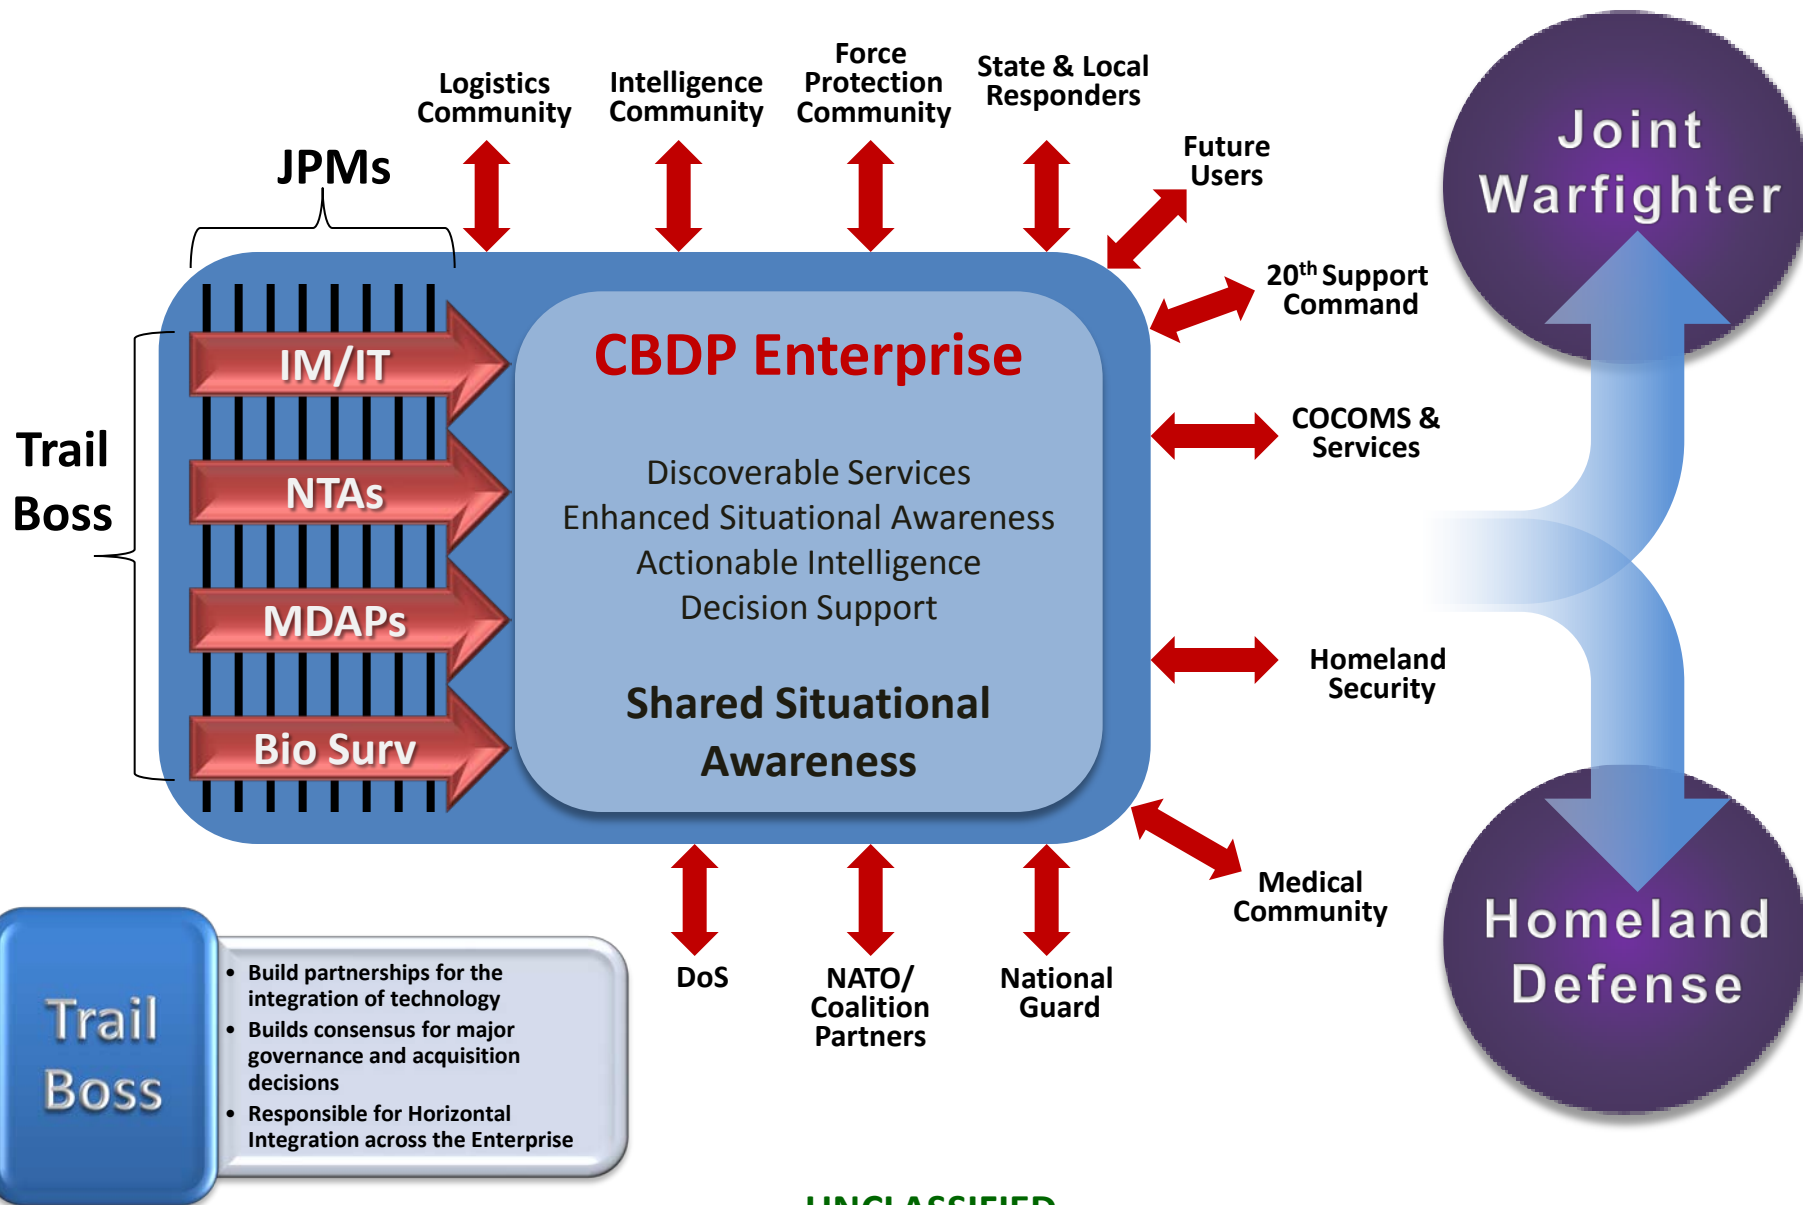 Logistics
Community
Intelligence
Community
Force
Protection
Community
State & Local
Responders
Future
Users
JPMs
20th Support
Command
COCOMS &
Services
Homeland
Security
Medical
Community
Trail
Boss
IM/IT
NTAs
MDAPs
Bio Surv
CBDP Enterprise
Discoverable Services
Enhanced Situational Awareness
Actionable Intelligence
Decision Support
Shared Situational
Awareness
DoS
NATO/
Coalition
Partners
National
Guard
Joint
Warfighter
Homeland
Defense
Trail
Boss
• Build partnerships for the
integration of technology
• Builds consensus for major
governance and acquisition
decisions
• Responsible for Horizontal
Integration across the Enterprise
UNCLASSIFIED